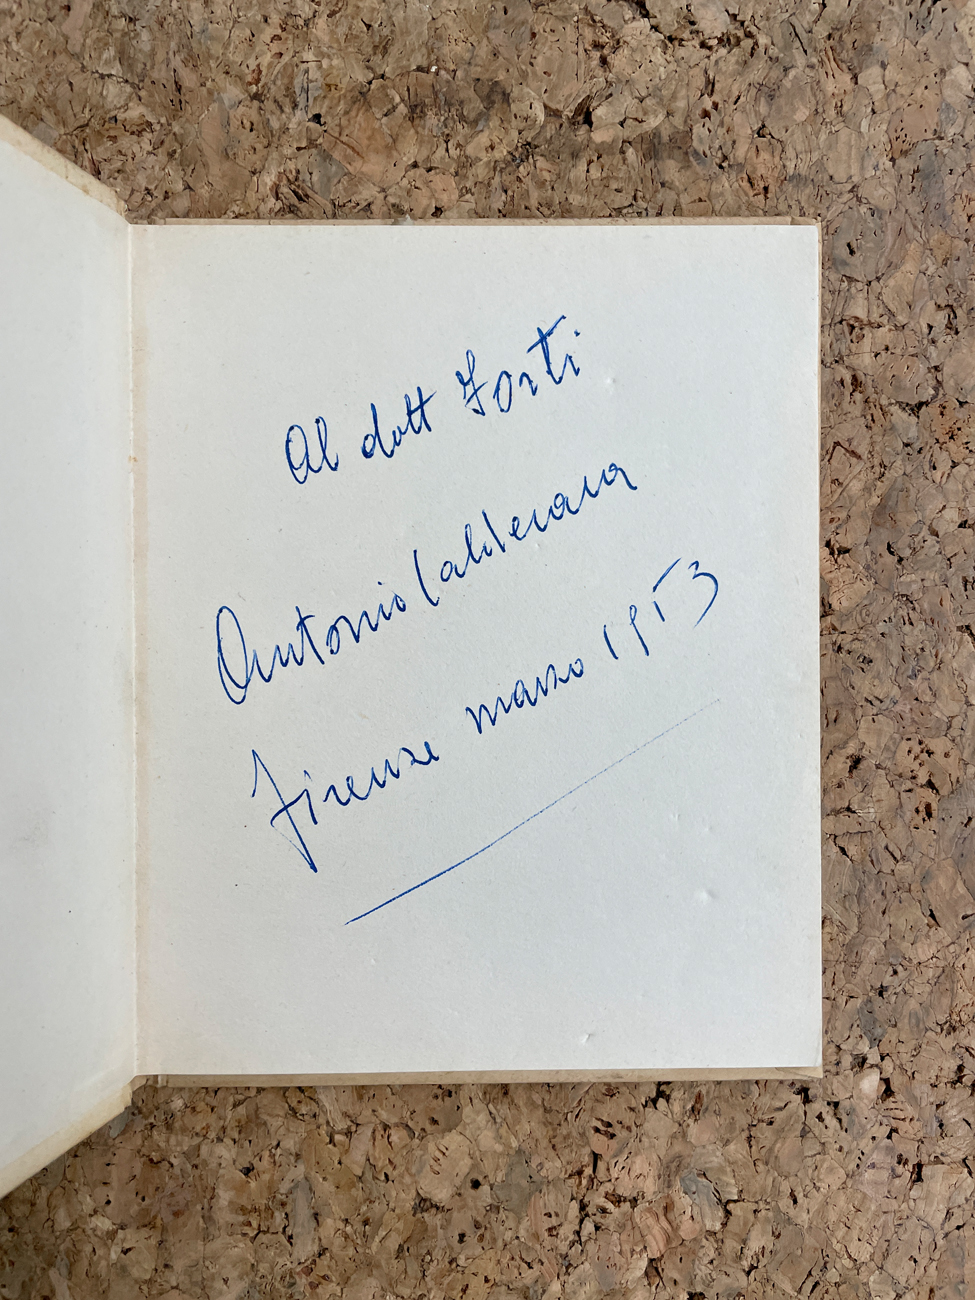 Al dott Forti
Antonio Calderara
Firenze marzo 1953